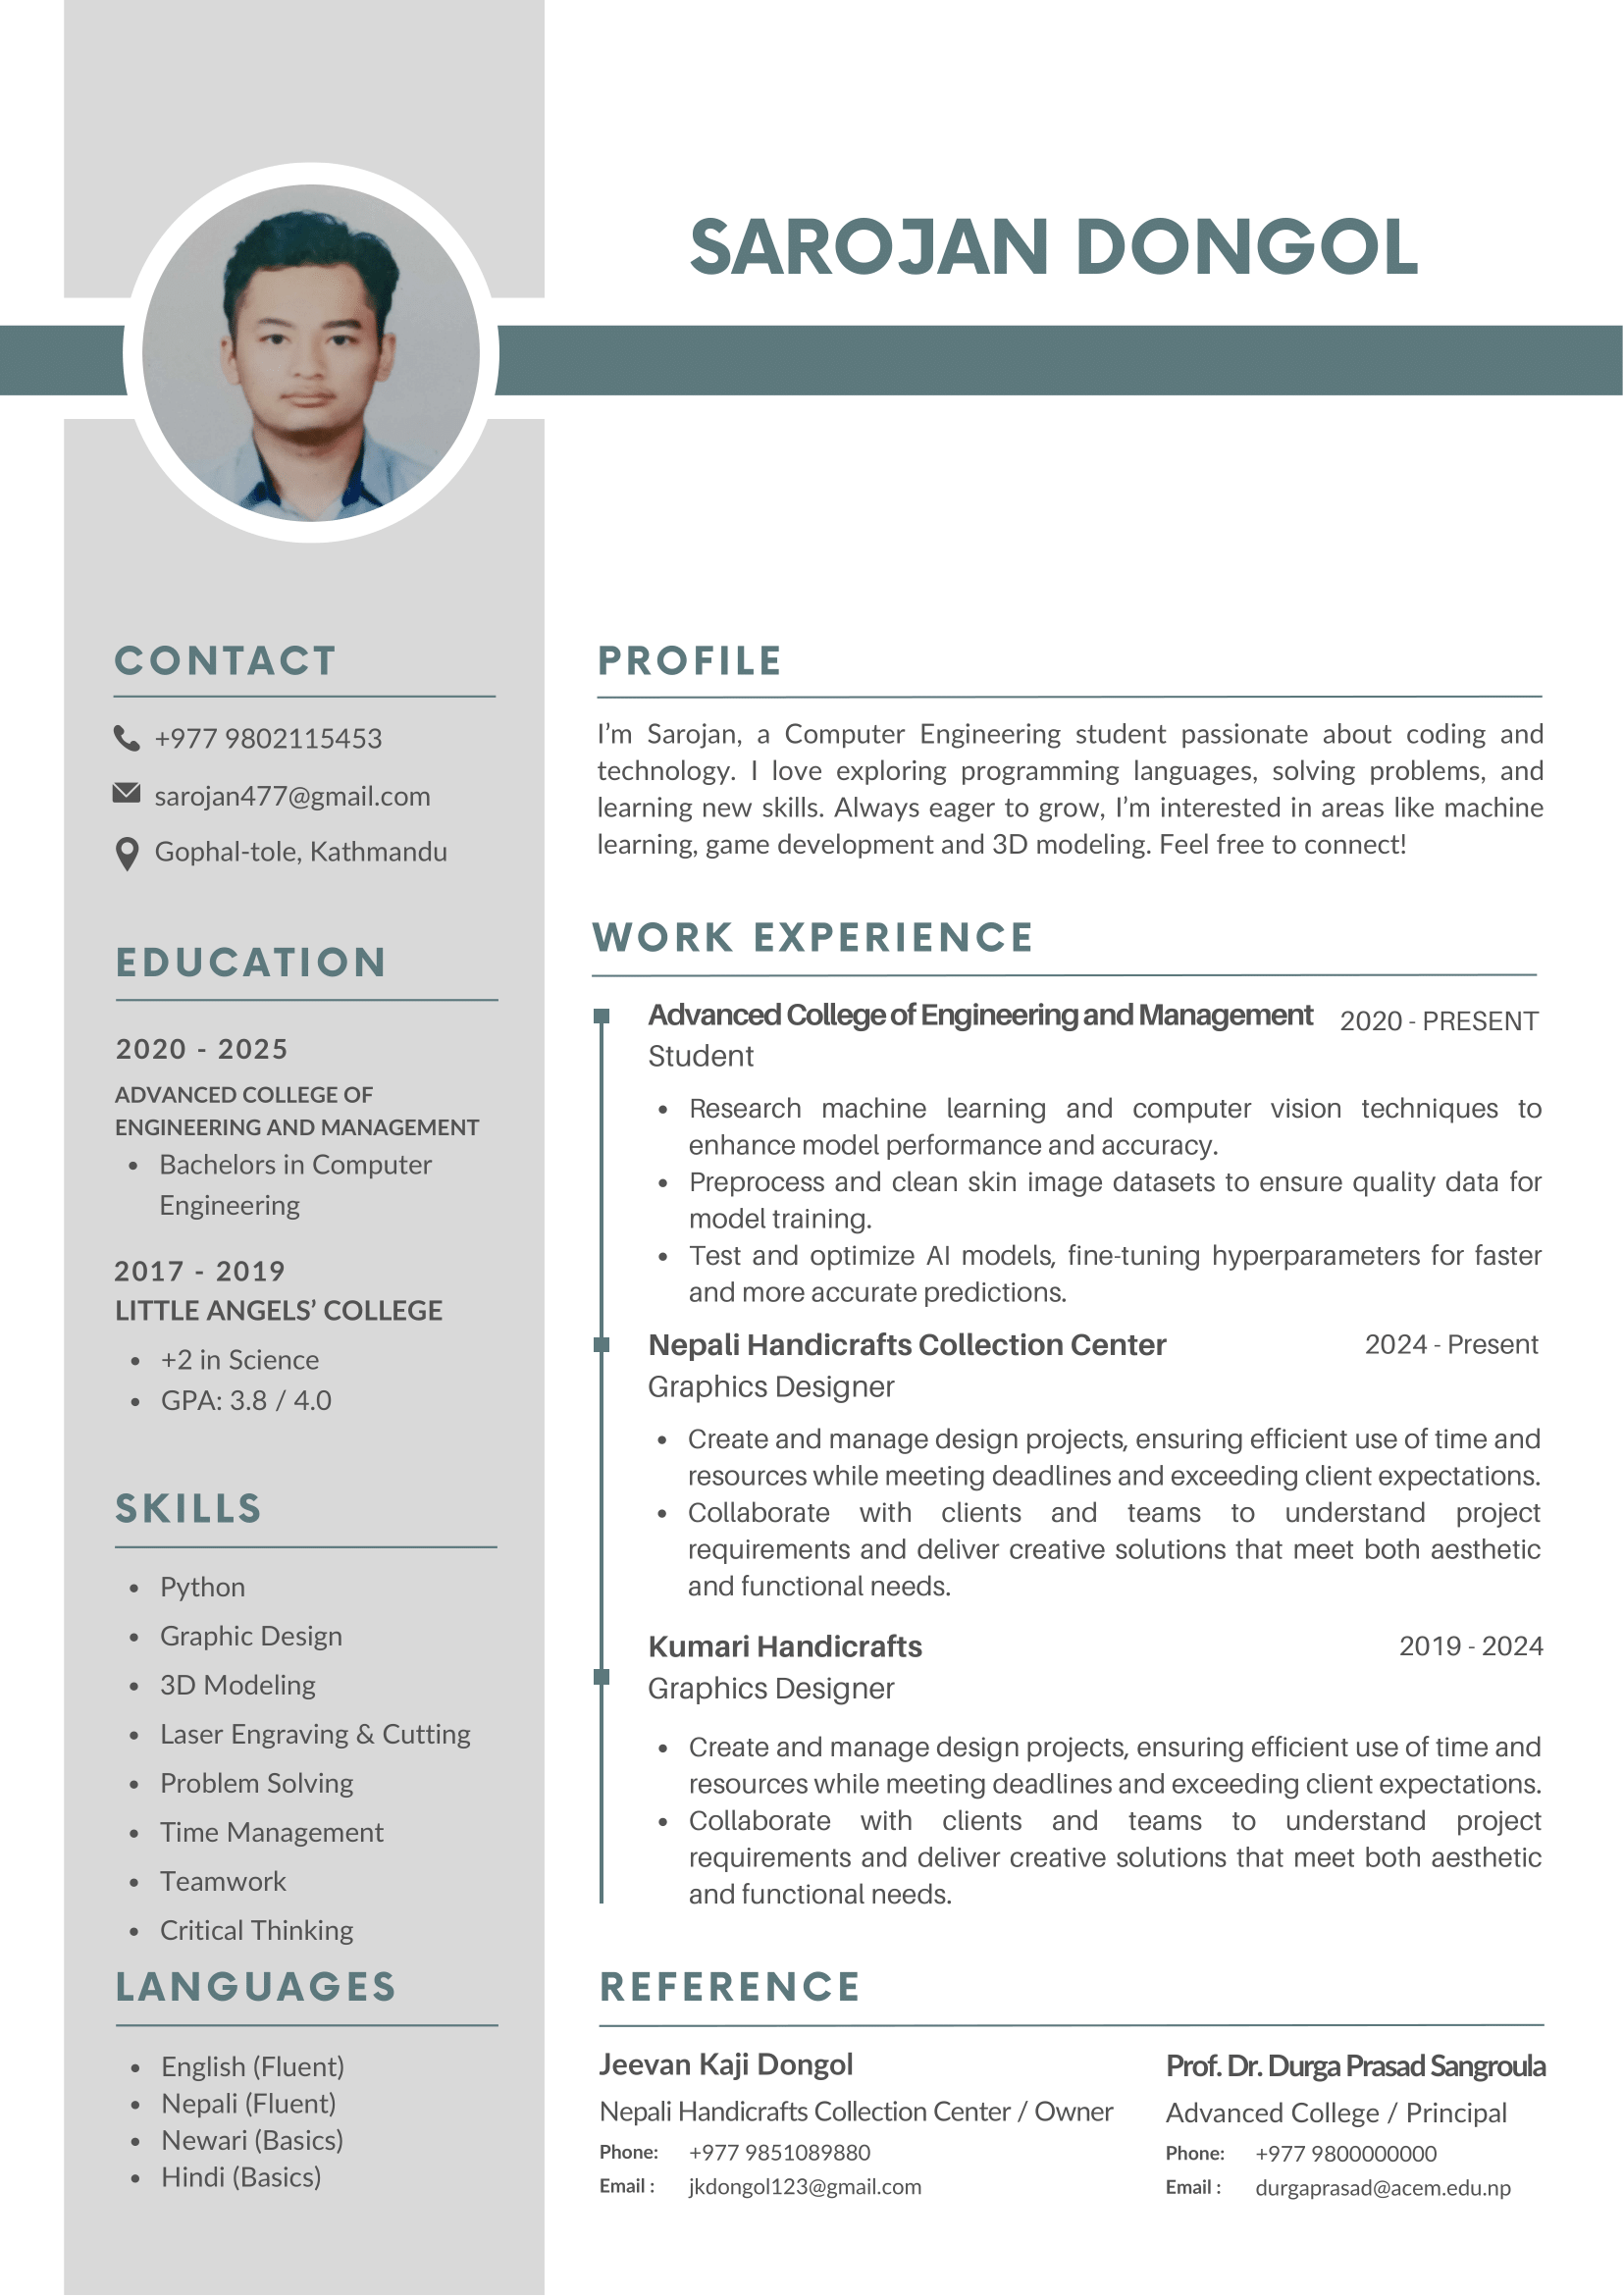 SAROJAN DONGOL
CONTACT
+977 9802115453
sarojan477@gmail.com
Gophal-tole, Kathmandu
EDUCATION
2020 - 2025
ADVANCED COLLEGE OF
ENGINEERING AND MANAGEMENT
• Bachelors in Computer
Engineering
2017 - 2019
LITTLE ANGELS’ COLLEGE
• +2 in Science
• GPA: 3.8 / 4.0
SKILLS
• Python
• Graphic Design
• 3D Modeling
• Laser Engraving & Cutting
• Problem Solving
• Time Management
• Teamwork
• Critical Thinking
LANGUAGES
• English (Fluent)
• Nepali (Fluent)
• Newari (Basics)
• Hindi (Basics)
PROFILE
I’m Sarojan, a Computer Engineering student passionate about coding and
technology. I love exploring programming languages, solving problems, and
learning new skills. Always eager to grow, I’m interested in areas like machine
learning, game development and 3D modeling. Feel free to connect!
WORK EXPERIENCE
Advanced College of Engineering and Management 2020 - PRESENT
Student
• Research machine learning and computer vision techniques to
enhance model performance and accuracy.
• Preprocess and clean skin image datasets to ensure quality data for
model training.
• Test and optimize AI models, fine-tuning hyperparameters for faster
and more accurate predictions.
Nepali Handicrafts Collection Center 2024 - Present
Graphics Designer
• Create and manage design projects, ensuring efficient use of time and
resources while meeting deadlines and exceeding client expectations.
• Collaborate with clients and teams to understand project
requirements and deliver creative solutions that meet both aesthetic
and functional needs.
Kumari Handicrafts 2019 - 2024
Graphics Designer
• Create and manage design projects, ensuring efficient use of time and
resources while meeting deadlines and exceeding client expectations.
• Collaborate with clients and teams to understand project
requirements and deliver creative solutions that meet both aesthetic
and functional needs.
REFERENCE
Jeevan Kaji Dongol
Nepali Handicrafts Collection Center / Owner
Phone: +977 9851089880
Email : jkdongol123@gmail.com
Prof. Dr. Durga Prasad Sangroula
Advanced College / Principal
Phone: +977 9800000000
Email : durgaprasad@acem.edu.np